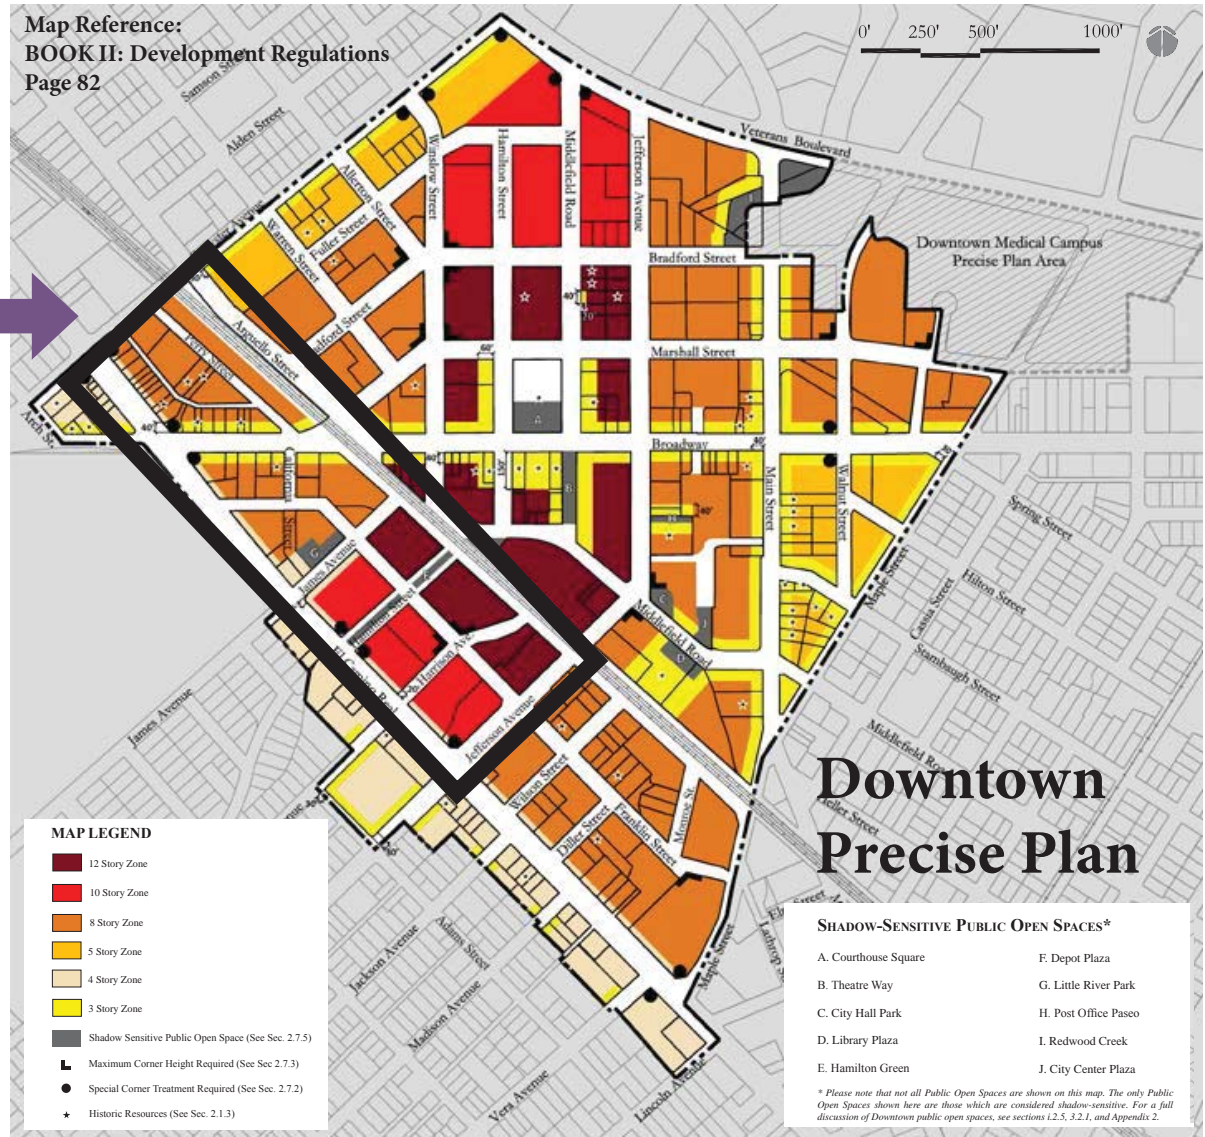 Map Reference:
BOOK II: Development Regulations
Page 82
0' 250' 500' 1000'
Samson
Alden Street
Veterans Boulevard
Winslow Street
Hamilton Street
Middlefield Road
Jefferson Avenue
Allerton Street
Fuller Street
Warren Street
Bradford Street
Downtown Medical Campus
Precise Plan Area
40'
70
Arguello Street
Perry Street
Marshall Street
60'
A
Arch St.
40'
Broadway
40'
40'
B
California
Street
Main Street
Walnut Street
Spring Street
40'
H
G
James Avenue
Hilton Street
Maple Street
Cassia Street
C
J
Hamilton Street
Middlefield Road
D
Harrison Ave.
El Camino Real
20'
Stambaugh Street
James Avenue
Jefferson Avenue
Wilson Street
Downtown
Precise Plan
Heller Street
Monroe St.
Franklin Street
Diller Street
Maple Street
Adams Street
Jackson Avenue
Madison Avenue
Vera Avenue
Lincoln Avenue
MAP LEGEND
12 Story Zone
10 Story Zone
8 Story Zone
5 Story Zone
4 Story Zone
3 Story Zone
Shadow Sensitive Public Open Space (See Sec. 2.7.5)
Maximum Corner Height Required (See Sec 2.7.3)
Special Corner Treatment Required (See Sec. 2.7.2)
Historic Resources (See Sec. 2.1.3)
Shadow-Sensitive Public Open Spaces*
A. Courthouse Square
B. Theatre Way
C. City Hall Park
D. Library Plaza
E. Hamilton Green
F. Depot Plaza
G. Little River Park
H. Post Office Paseo
I. Redwood Creek
J. City Center Plaza
* Please note that not all Public Open Spaces are shown on this map. The only Public
Open Spaces shown here are those which are considered shadow-sensitive. For a full
discussion of Downtown public open spaces, see sections i.2.5, 3.2.1, and Appendix 2.